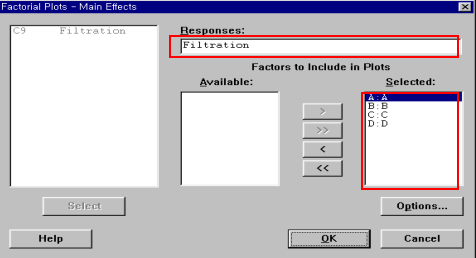 Factorial Plots - Main Effects
C9 Filtration
Responses:
Filtration
Factors to Include in Plots
Available:
Selected:
A:A
B:B
C:C
D:D
>
>>
<
<<
Select
Options...
Help
OK
Cancel